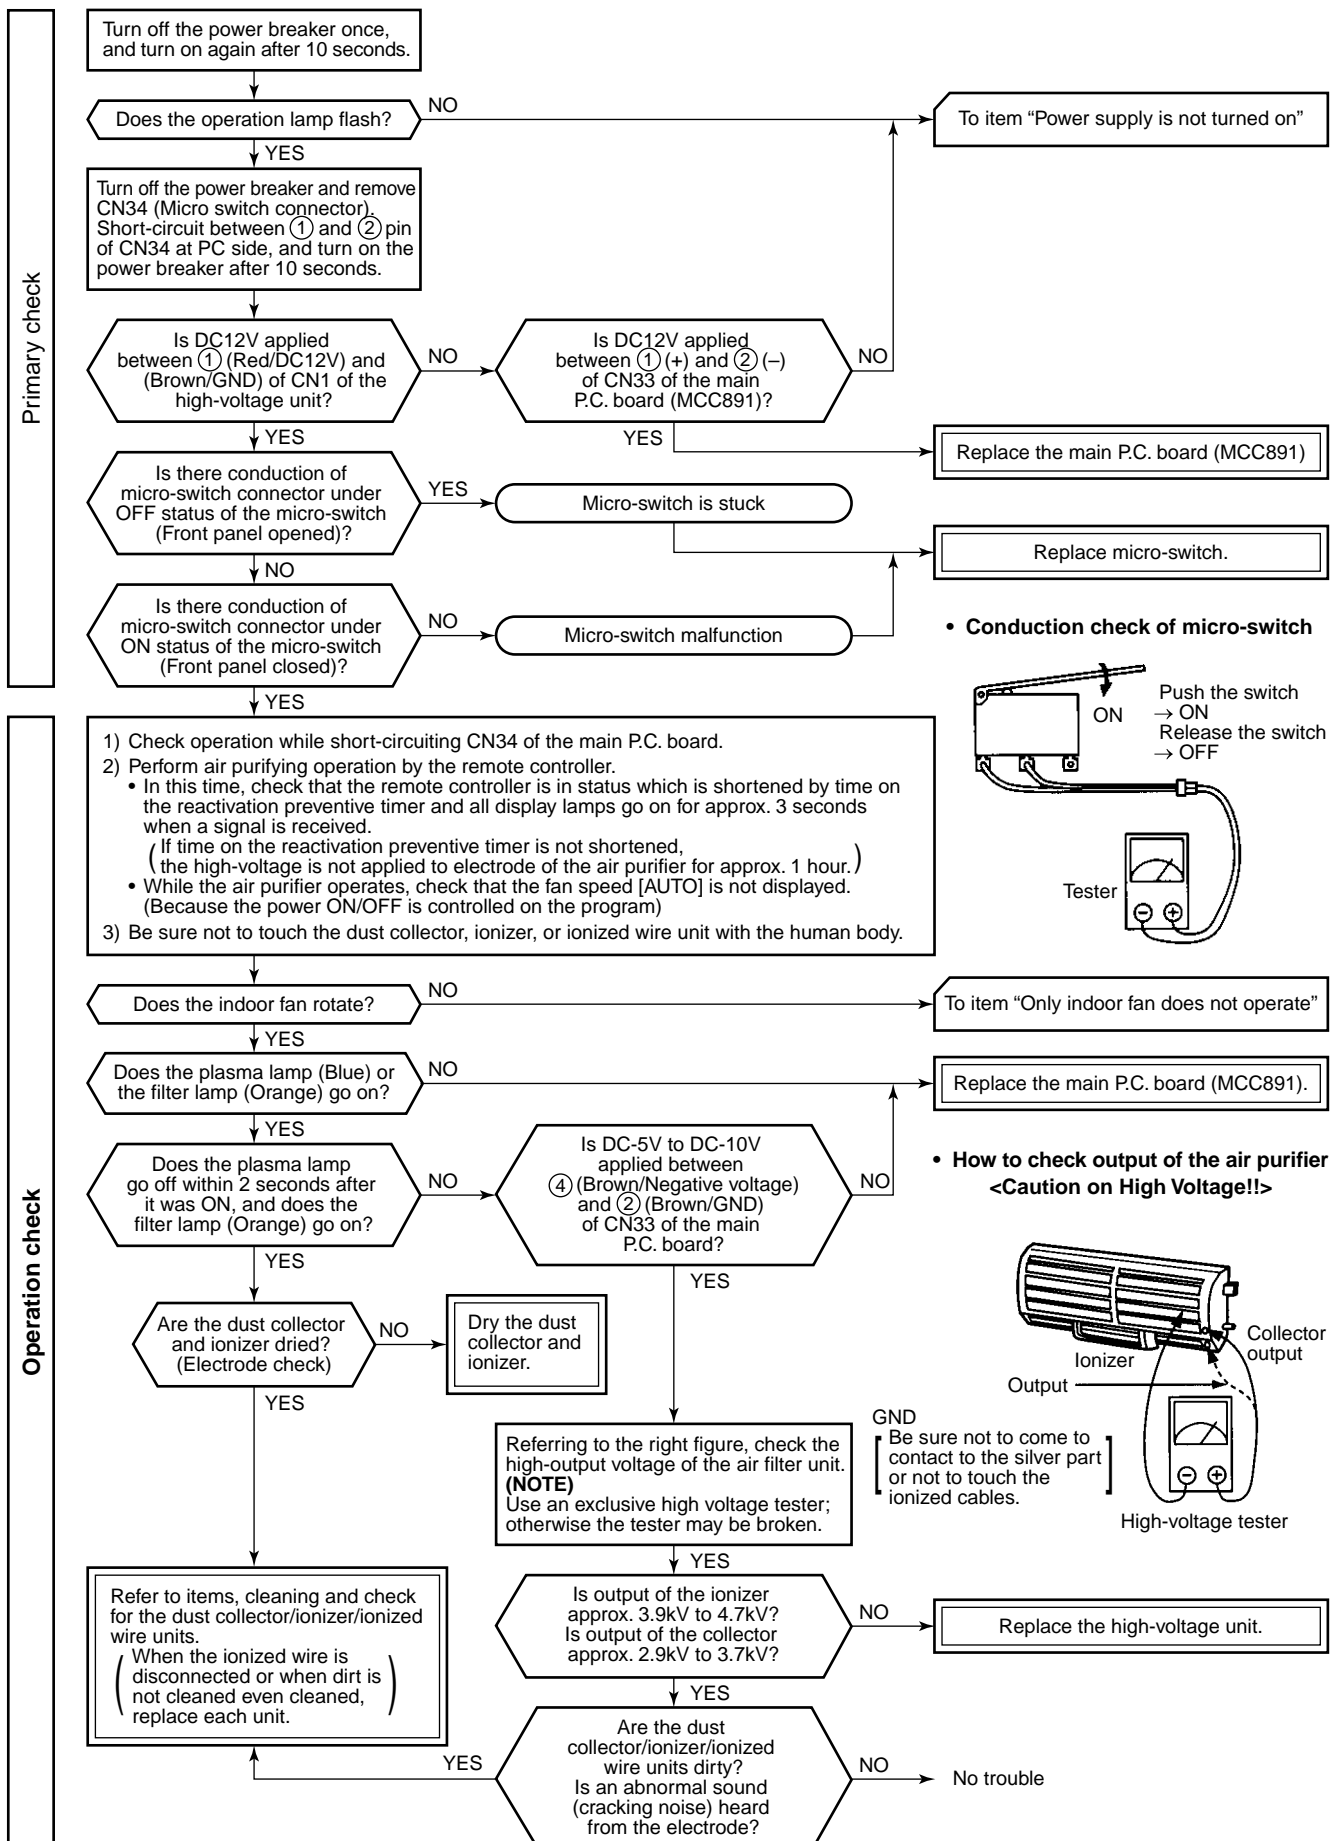 Primary check
Turn off the power breaker once,
and turn on again after 10 seconds.
Does the operation lamp flash?
NO
To item “Power supply is not turned on”
YES
Turn off the power breaker and remove
CN34 (Micro switch connector).
Short-circuit between ① and ② pin
of CN34 at PC side, and turn on the
power breaker after 10 seconds.
Is DC12V applied
between ① (Red/DC12V) and
(Brown/GND) of CN1 of the
high-voltage unit?
NO
Is DC12V applied
between ① (+) and ② (–)
of CN33 of the main
P.C. board (MCC891)?
NO
YES
YES
Replace the main P.C. board (MCC891)
Is there conduction of
micro-switch connector under
OFF status of the micro-switch
(Front panel opened)?
YES
Micro-switch is stuck
Replace micro-switch.
NO
Is there conduction of
micro-switch connector under
ON status of the micro-switch
(Front panel closed)?
NO
Micro-switch malfunction
YES
• Conduction check of micro-switch
ON
Push the switch
→ ON
Release the switch
→ OFF
Tester
⊖ ⊕
Operation check
1) Check operation while short-circuiting CN34 of the main P.C. board.
2) Perform air purifying operation by the remote controller.
• In this time, check that the remote controller is in status which is shortened by time on
the reactivation preventive timer and all display lamps go on for approx. 3 seconds
when a signal is received.
( If time on the reactivation preventive timer is not shortened,
the high-voltage is not applied to electrode of the air purifier for approx. 1 hour. )
• While the air purifier operates, check that the fan speed [AUTO] is not displayed.
(Because the power ON/OFF is controlled on the program)
3) Be sure not to touch the dust collector, ionizer, or ionized wire unit with the human body.
Does the indoor fan rotate?
NO
To item “Only indoor fan does not operate”
YES
Does the plasma lamp (Blue) or
the filter lamp (Orange) go on?
NO
Replace the main P.C. board (MCC891).
YES
Does the plasma lamp
go off within 2 seconds after
it was ON, and does the
filter lamp (Orange) go on?
NO
Is DC-5V to DC-10V
applied between
④ (Brown/Negative voltage)
and ② (Brown/GND)
of CN33 of the main
P.C. board?
NO
YES
YES
• How to check output of the air purifier
<Caution on High Voltage!!>
Are the dust collector
and ionizer dried?
(Electrode check)
NO
Dry the dust
collector and
ionizer.
YES
Ionizer
Collector
output
Output
GND
[ Be sure not to come to
contact to the silver part
or not to touch the
ionized cables. ]
⊖ ⊕
High-voltage tester
Referring to the right figure, check the
high-output voltage of the air filter unit.
(NOTE)
Use an exclusive high voltage tester;
otherwise the tester may be broken.
YES
Refer to items, cleaning and check
for the dust collector/ionizer/ionized
wire units.
( When the ionized wire is
disconnected or when dirt is
not cleaned even cleaned,
replace each unit. )
Is output of the ionizer
approx. 3.9kV to 4.7kV?
Is output of the collector
approx. 2.9kV to 3.7kV?
NO
Replace the high-voltage unit.
YES
Are the dust
collector/ionizer/ionized
wire units dirty?
Is an abnormal sound
(cracking noise) heard
from the electrode?
YES
NO
No trouble